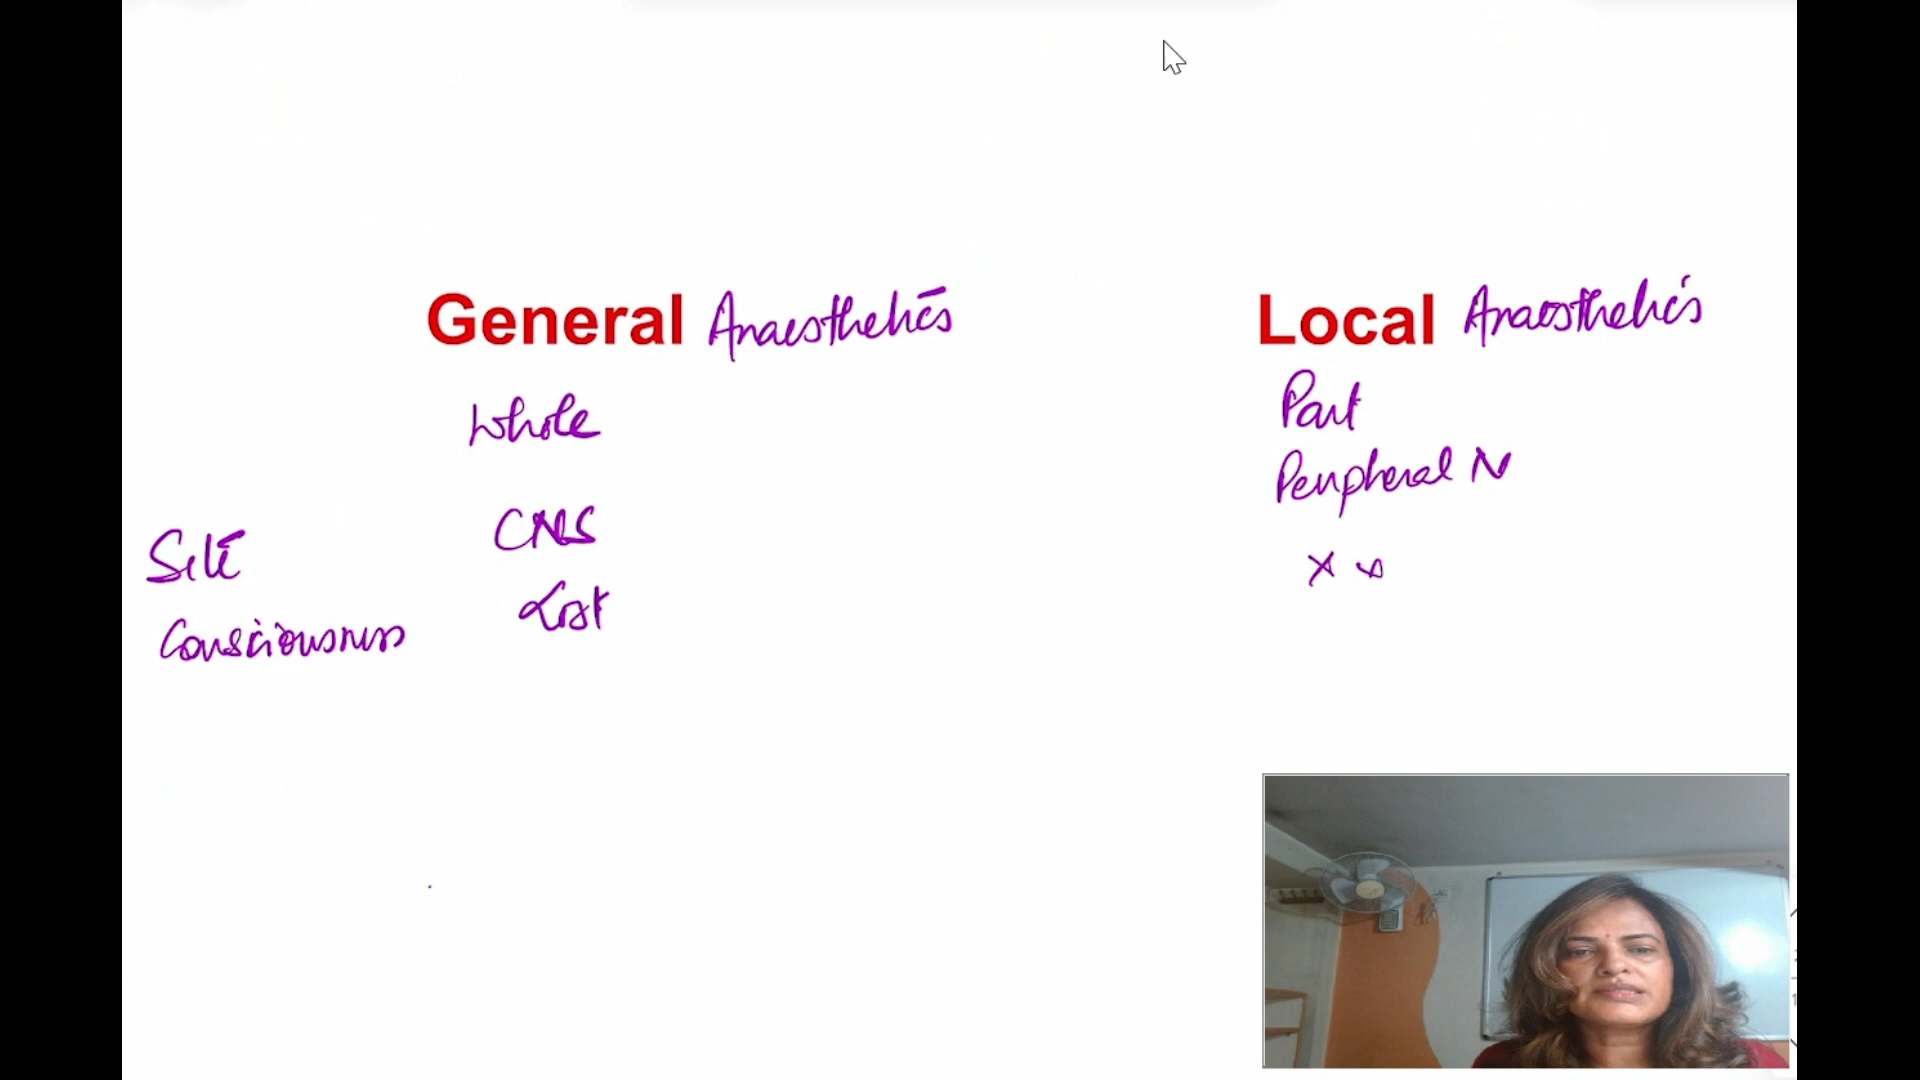 General Anaesthetics
Local Anaesthetics
Whole
Part
Peripheral N
Site
CNS
x x
Consciousness
Lost